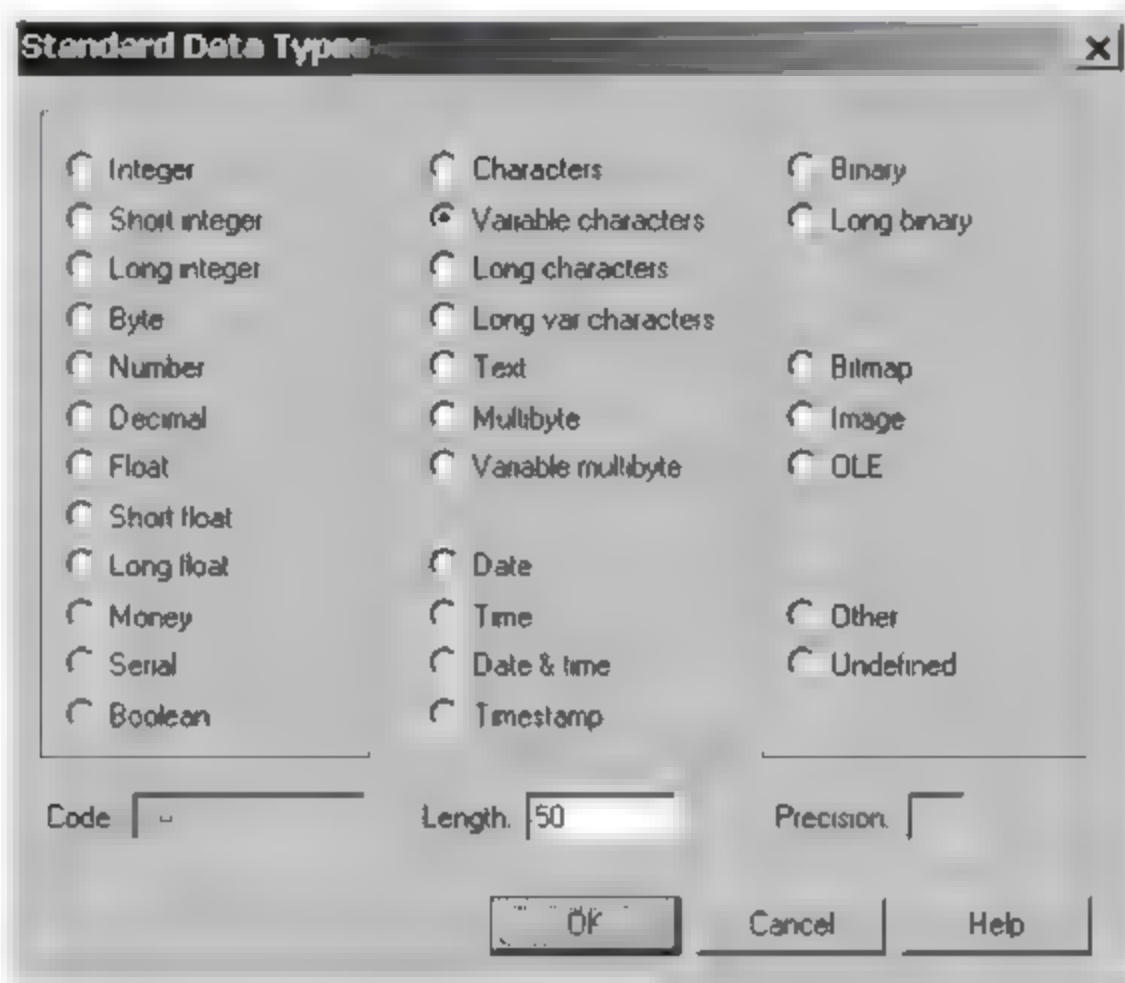 Standard Data Types
Integer
Short integer
Long integer
Byte
Number
Decimal
Float
Short float
Long float
Money
Serial
Boolean
Characters
Variable characters
Long characters
Long var characters
Text
Multibyte
Variable multibyte
Date
Time
Date & time
Timestamp
Binary
Long binary
Bitmap
Image
OLE
Other
Undefined
Code
Length. 50
Precision.
OK
Cancel
Help